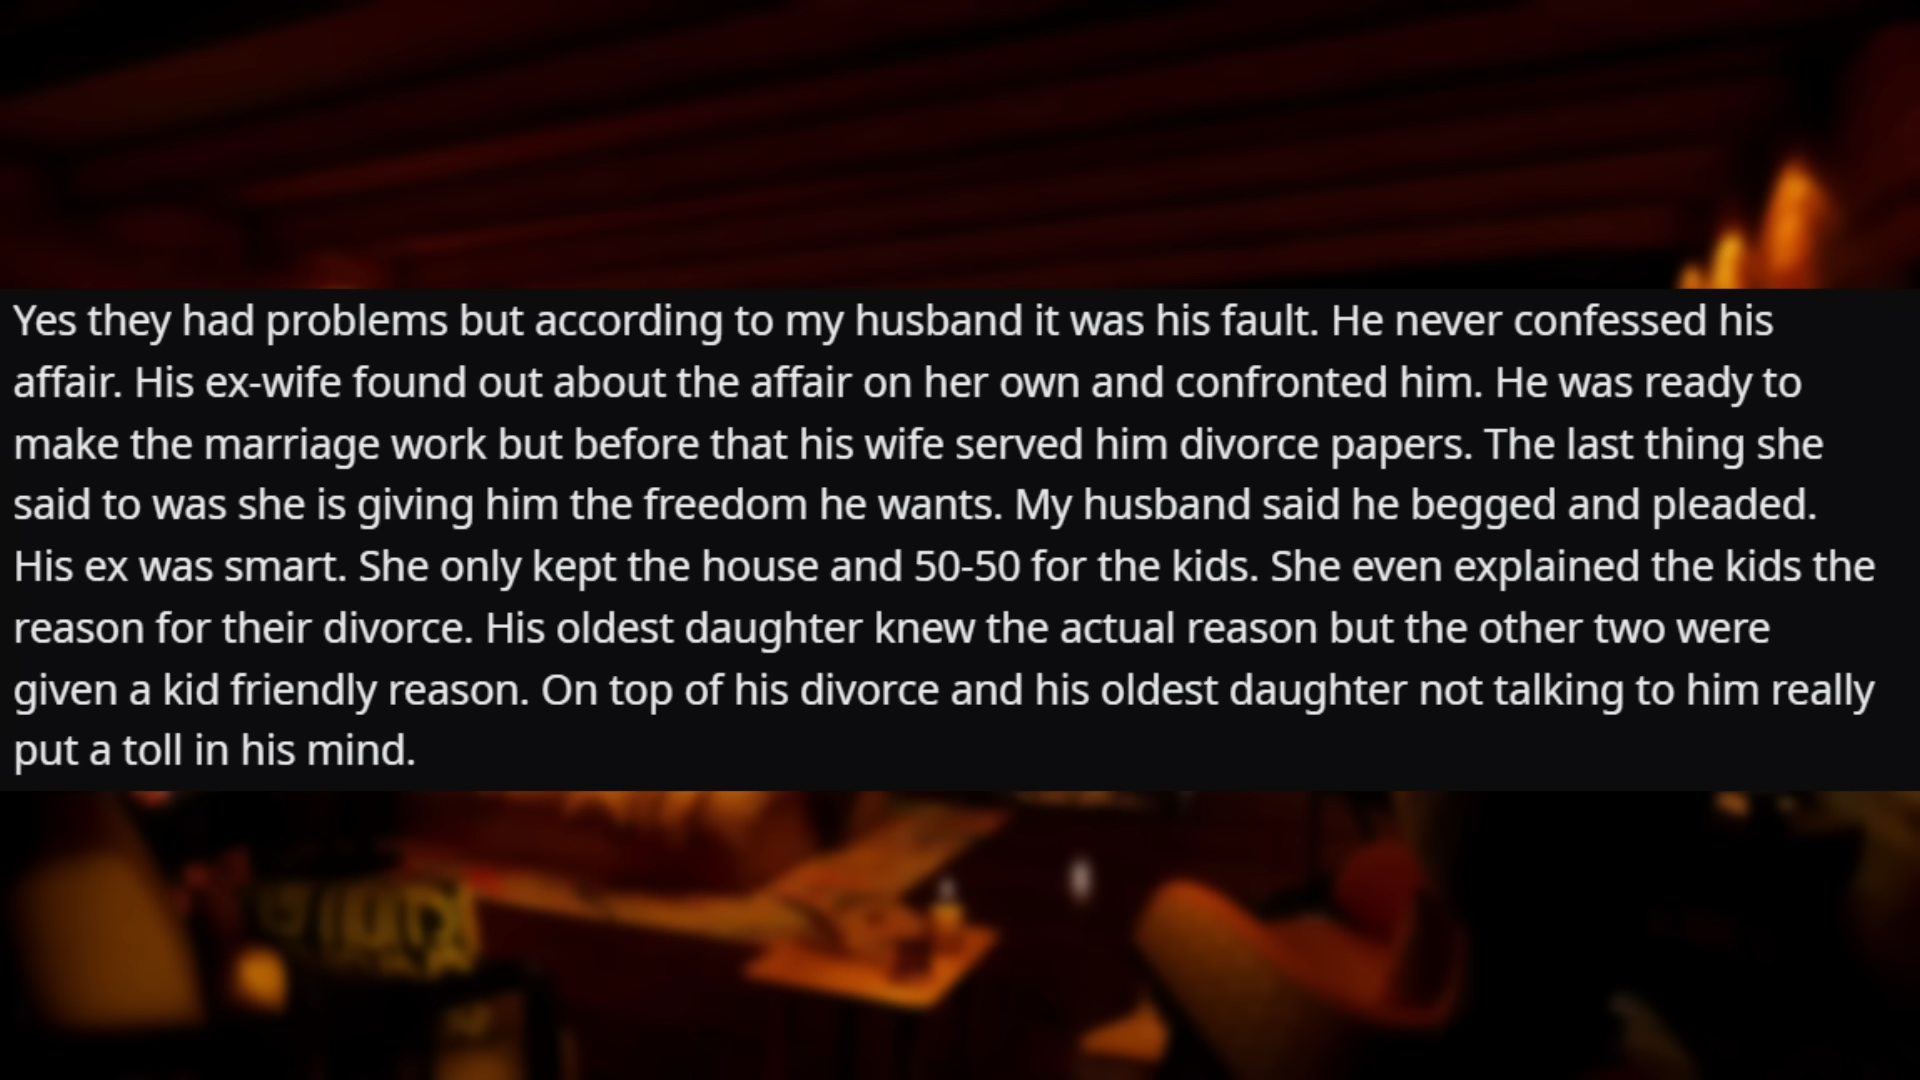 Yes they had problems but according to my husband it was his fault. He never confessed his
affair. His ex-wife found out about the affair on her own and confronted him. He was ready to
make the marriage work but before that his wife served him divorce papers. The last thing she
said to was she is giving him the freedom he wants. My husband said he begged and pleaded.
His ex was smart. She only kept the house and 50-50 for the kids. She even explained the kids the
reason for their divorce. His oldest daughter knew the actual reason but the other two were
given a kid friendly reason. On top of his divorce and his oldest daughter not talking to him really
put a toll in his mind.